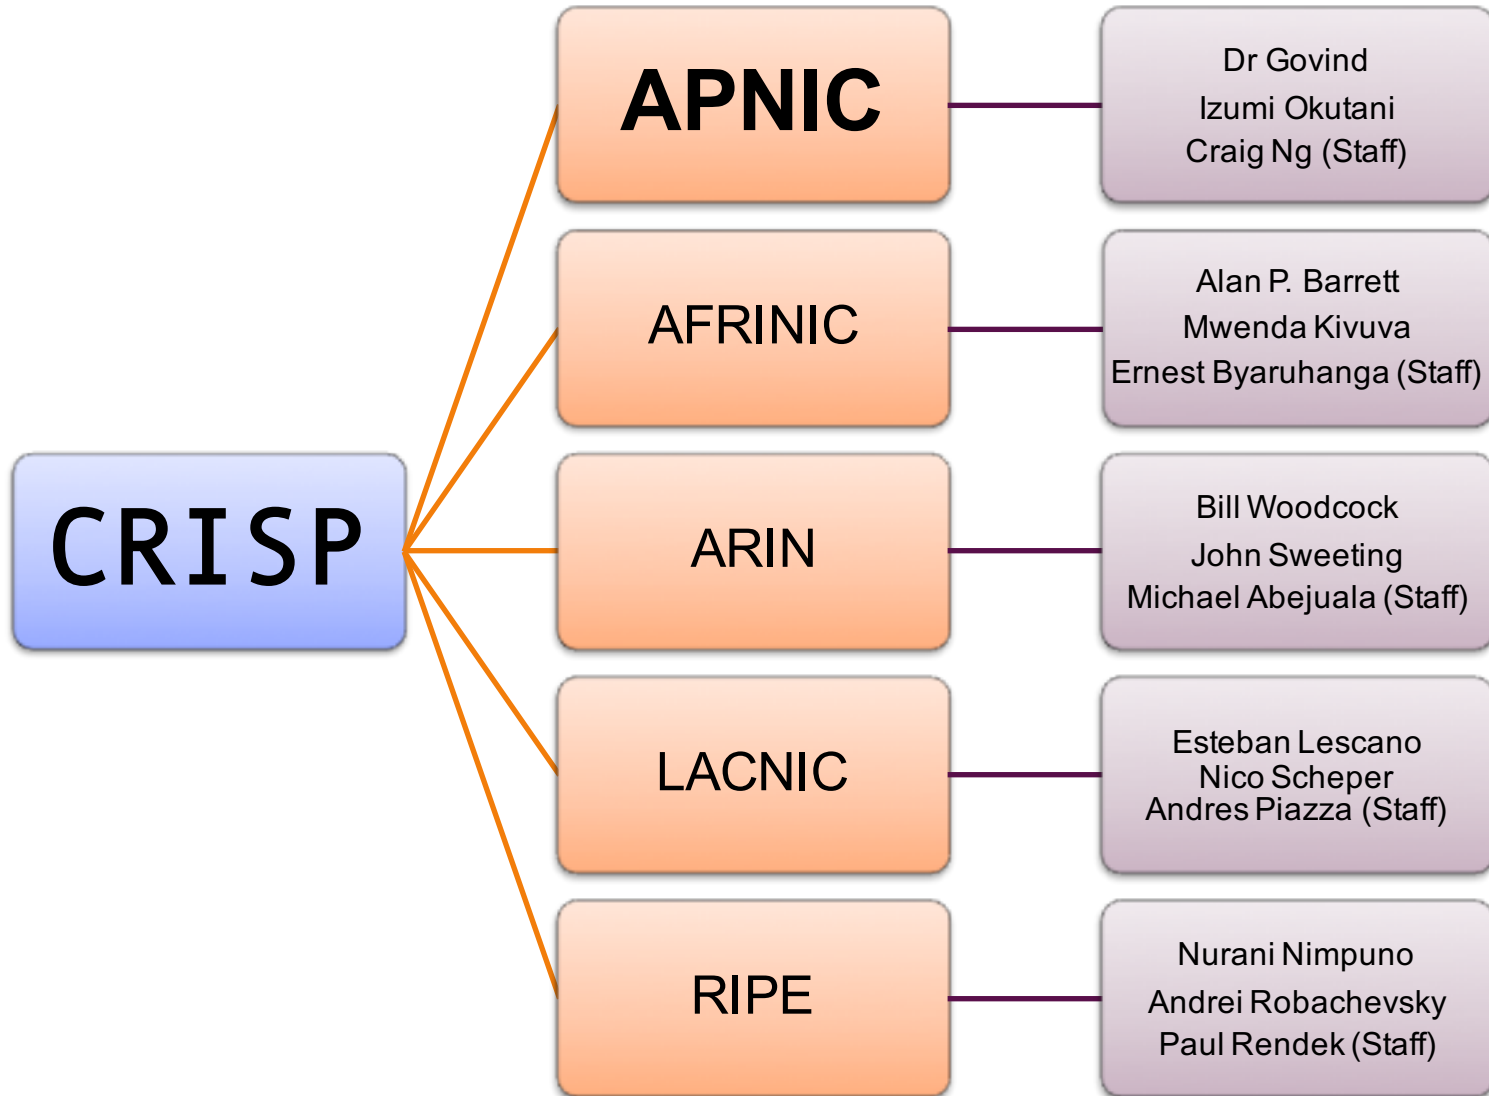 CRISP
APNIC
Dr Govind
Izumi Okutani
Craig Ng (Staff)
AFRINIC
Alan P. Barrett
Mwenda Kivuva
Ernest Byaruhanga (Staff)
ARIN
Bill Woodcock
John Sweeting
Michael Abejuala (Staff)
LACNIC
Esteban Lescano
Nico Scheper
Andres Piazza (Staff)
RIPE
Nurani Nimpuno
Andrei Robachevsky
Paul Rendek (Staff)